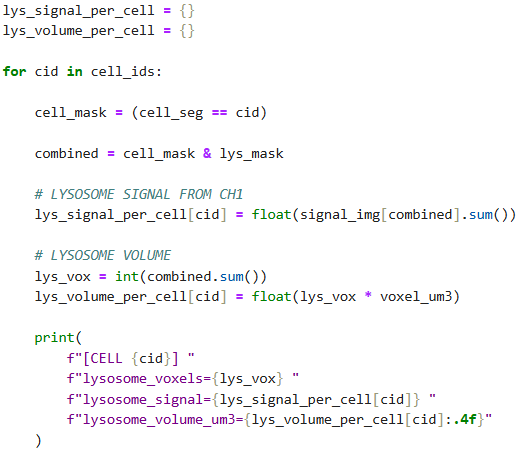 lys_signal_per_cell = {}
lys_volume_per_cell = {}
for cid in cell_ids:
    cell_mask = (cell_seg == cid)
    combined = cell_mask & lys_mask
    # LYSOSOME SIGNAL FROM CH1
    lys_signal_per_cell[cid] = float(signal_img[combined].sum())
    # LYSOSOME VOLUME
    lys_vox = int(combined.sum())
    lys_volume_per_cell[cid] = float(lys_vox * voxel_um3)
    print(
        f"[CELL {cid}] "
        f"lysosome_voxels={lys_vox} "
        f"lysosome_signal={lys_signal_per_cell[cid]} "
        f"lysosome_volume_um3={lys_volume_per_cell[cid]:.4f}"
    )